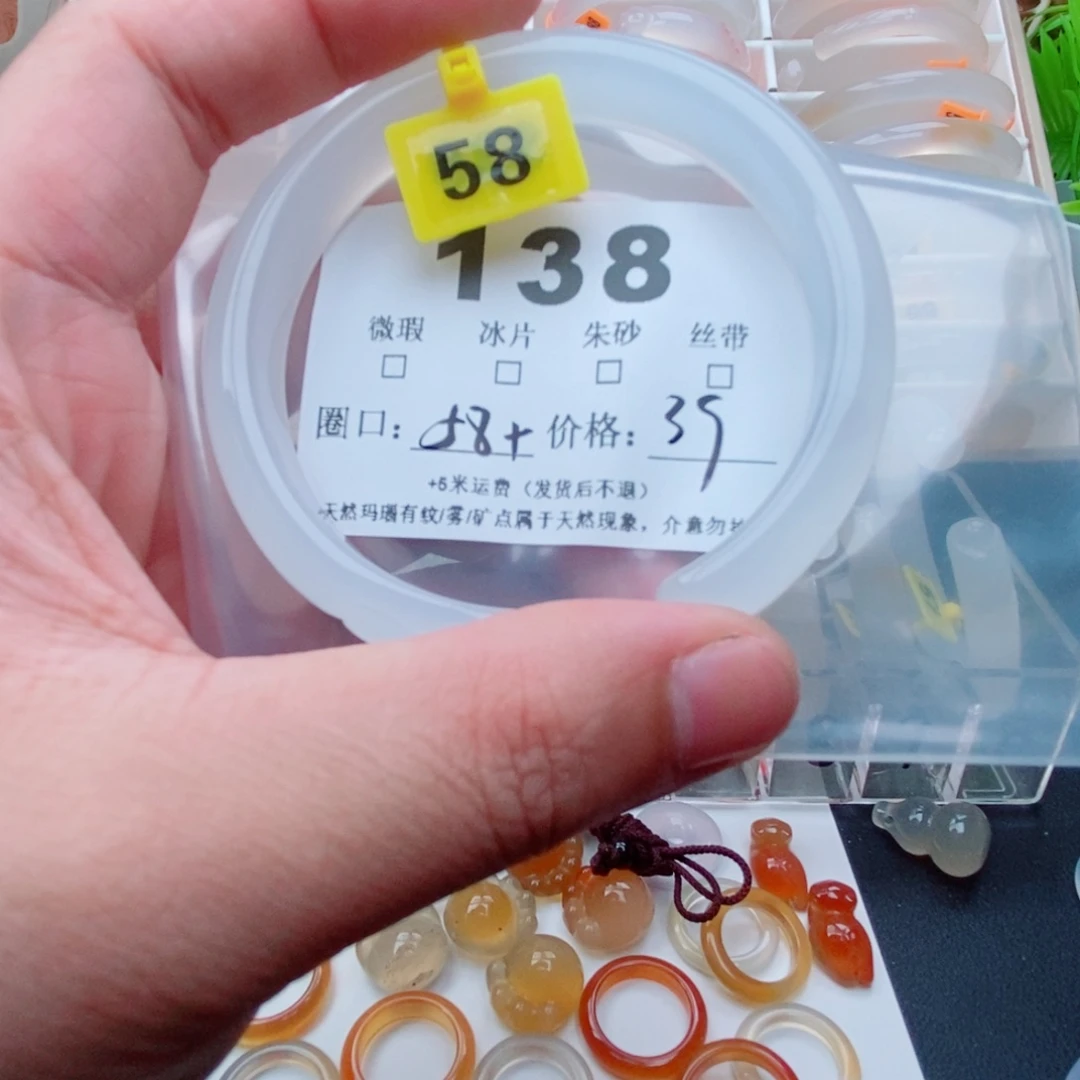 58
138
微瑕 冰片 朱砂 丝带
□ □ □ □
圈口: 58+ 价格: 39
+6米运费（发货后不退）
天然玛瑙有纹/雾/矿点属于天然现象，介意勿